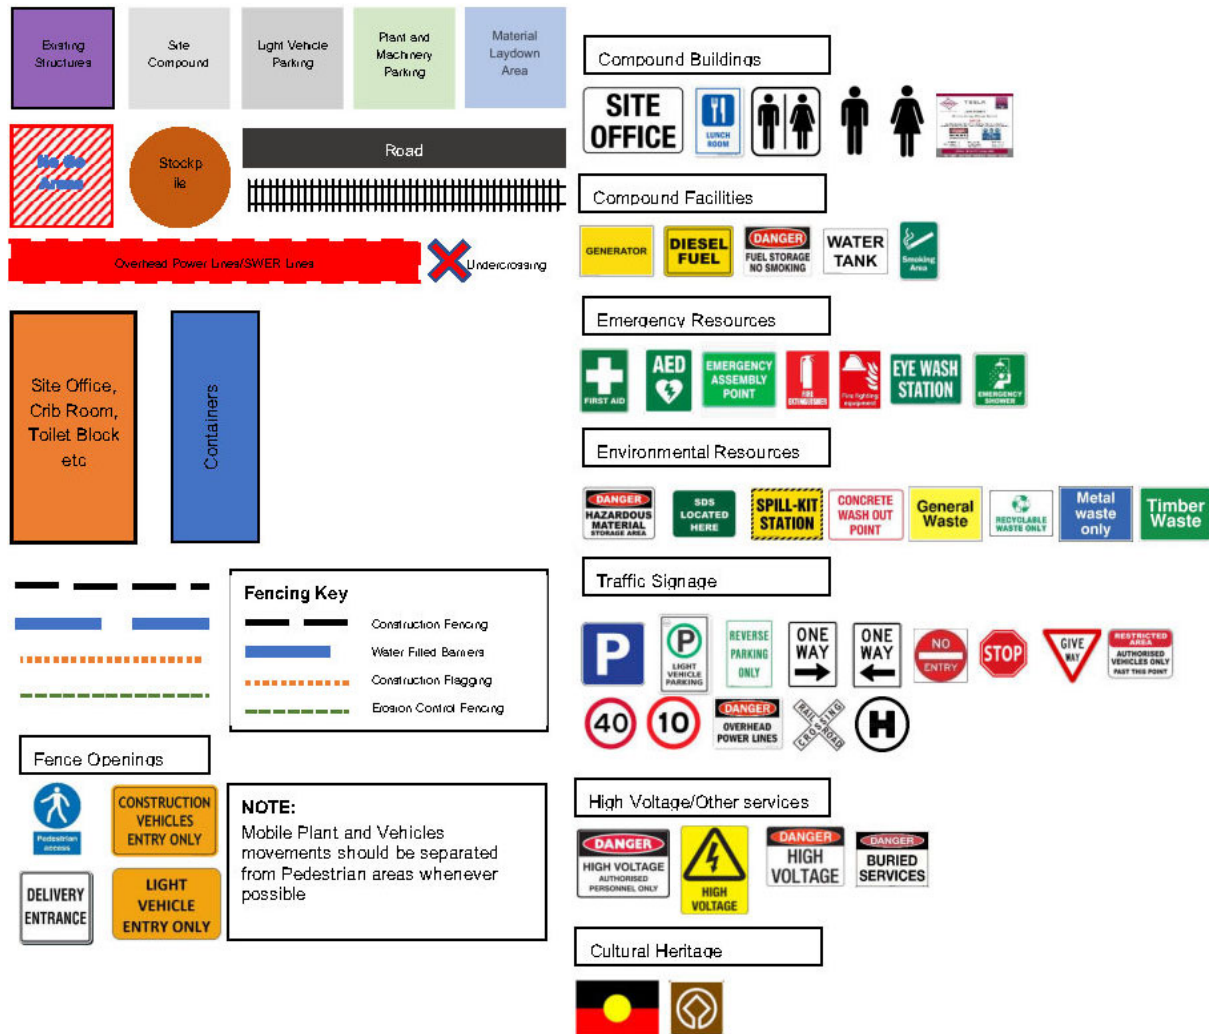 Existing
Structures
Site
Compound
Light Vehicle
Parking
Plant and
Machinery
Parking
Material
Laydown
Area
No Go
Areas
Stockp
ile
Road
Overhead Power Lines/SWER Lines
Undercrossing
Site Office,
Crib Room,
Toilet Block
etc
Containers
Fencing Key
Construction Fencing
Water Filled Barriers
Construction Flagging
Erosion Control Fencing
Fence Openings
Pedestrian
access
CONSTRUCTION
VEHICLES
ENTRY ONLY
DELIVERY
ENTRANCE
LIGHT
VEHICLE
ENTRY ONLY
NOTE:
Mobile Plant and Vehicles
movements should be separated
from Pedestrian areas whenever
possible
Compound Buildings
SITE
OFFICE
LUNCH
ROOM
TESLA
Compound Facilities
GENERATOR
DIESEL
FUEL
DANGER
FUEL STORAGE
NO SMOKING
WATER
TANK
Smoking
Area
Emergency Resources
FIRST AID
AED
EMERGENCY
ASSEMBLY
POINT
FIRE
EXTINGUISHER
Fire fighting
equipment
EYE WASH
STATION
EMERGENCY
SHOWER
Environmental Resources
DANGER
HAZARDOUS
MATERIAL
STORAGE AREA
SDS
LOCATED
HERE
SPILL-KIT
STATION
CONCRETE
WASH OUT
POINT
General
Waste
RECYCLABLE
WASTE ONLY
Metal
waste
only
Timber
Waste
Traffic Signage
P
P
LIGHT
VEHICLE
PARKING
REVERSE
PARKING
ONLY
ONE
WAY
ONE
WAY
NO
ENTRY
STOP
GIVE
WAY
RESTRICTED
AREA
AUTHORISED
VEHICLES ONLY
PAST THIS POINT
40
10
DANGER
OVERHEAD
POWER LINES
RAILROAD
CROSSING
H
High Voltage/Other services
DANGER
HIGH VOLTAGE
AUTHORISED
PERSONNEL ONLY
HIGH
VOLTAGE
DANGER
HIGH
VOLTAGE
DANGER
BURIED
SERVICES
Cultural Heritage